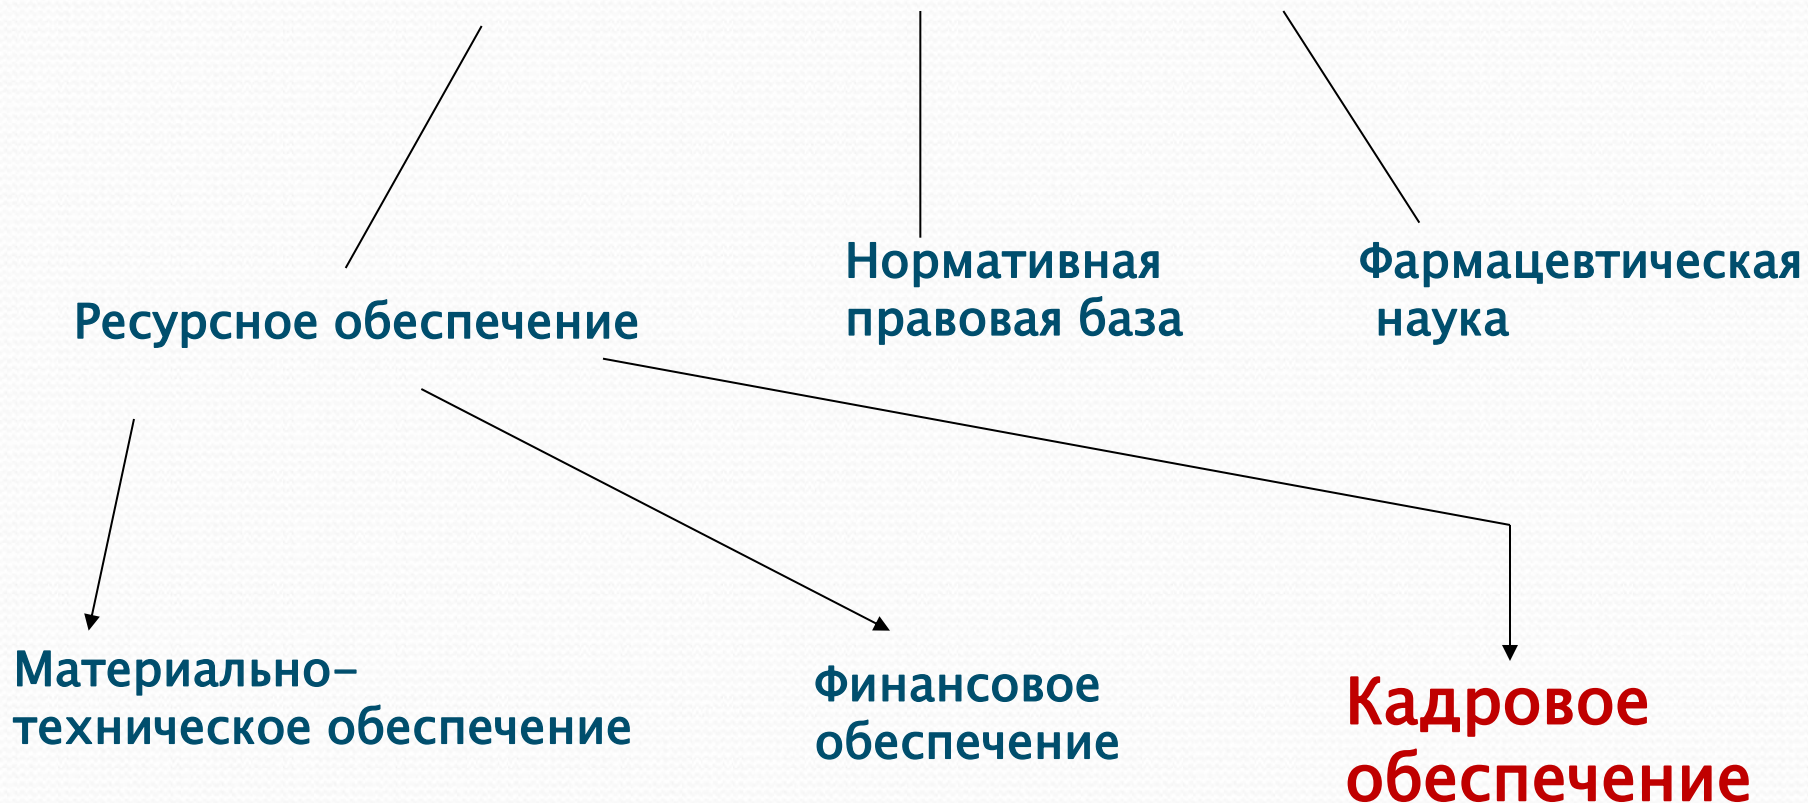 Нормативная
правовая база
Фармацевтическая
наука
Ресурсное обеспечение
Материально-
техническое обеспечение
Финансовое
обеспечение
Кадровое
обеспечение